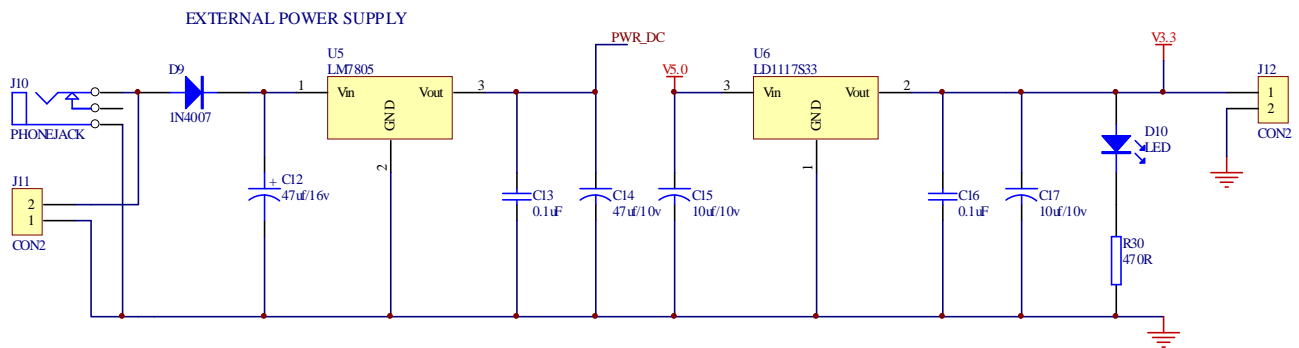 EXTERNAL POWER SUPPLY
J10
PHONEJACK
J11
2
1
CON2
D9
1N4007
+
C12
47uf/16v
U5
LM7805
1
Vin
Vout
3
GND
2
C13
0.1uF
PWR_DC
C14
47uf/10v
V5.0
C15
10uf/10v
U6
LD1117S33
3
Vin
Vout
2
GND
1
C16
0.1uF
C17
10uf/10v
V3.3
D10
LED
R30
470R
J12
1
2
CON2